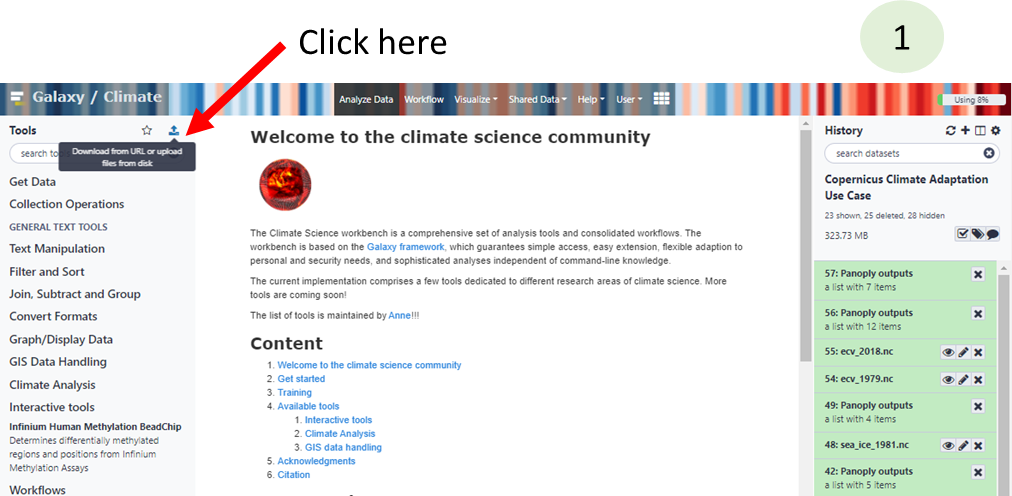 Click here
1
Galaxy / Climate
Analyze Data Workflow Visualize Shared Data Help User
Using 8%
Tools
Download from URL or upload
files from disk
search to
Get Data
Collection Operations
GENERAL TEXT TOOLS
Text Manipulation
Filter and Sort
Join, Subtract and Group
Convert Formats
Graph/Display Data
GIS Data Handling
Climate Analysis
Interactive tools
Infinium Human Methylation BeadChip
Determines differentially methylated
regions and positions from Infinium
Methylation Assays
Workflows
Welcome to the climate science community
The Climate Science workbench is a comprehensive set of analysis tools and consolidated workflows. The
workbench is based on the Galaxy framework, which guarantees simple access, easy extension, flexible adaption to
personal and security needs, and sophisticated analyses independent of command-line knowledge.
The current implementation comprises a few tools dedicated to different research areas of climate science. More
tools are coming soon!
The list of tools is maintained by Anne!!!
Content
1. Welcome to the climate science community
2. Get started
3. Training
4. Available tools
1. Interactive tools
2. Climate Analysis
3. GIS data handling
5. Acknowledgments
6. Citation
History
search datasets
Copernicus Climate Adaptation
Use Case
23 shown, 25 deleted, 28 hidden
323.73 MB
57: Panoply outputs
a list with 7 items
56: Panoply outputs
a list with 12 items
55: ecv_2018.nc
54: ecv_1979.nc
49: Panoply outputs
a list with 4 items
48: sea_ice_1981.nc
42: Panoply outputs
a list with 5 items